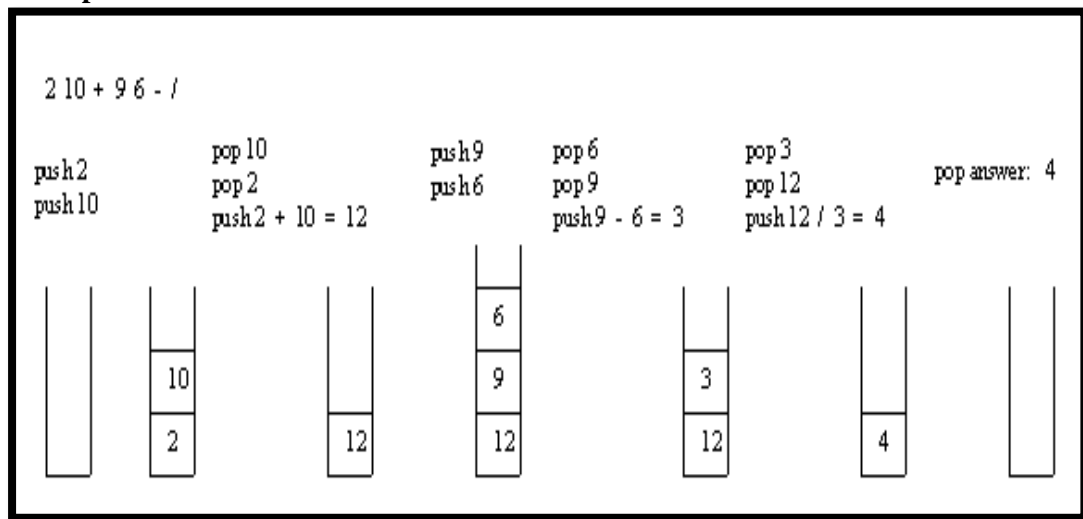 2 10 + 9 6 - /
push 2
push 10
pop 10
pop 2
push 2 + 10 = 12
push 9
push 6
pop 6
pop 9
push 9 - 6 = 3
pop 3
pop 12
push 12 / 3 = 4
pop answer: 4
10
2
12
6
9
12
3
12
4